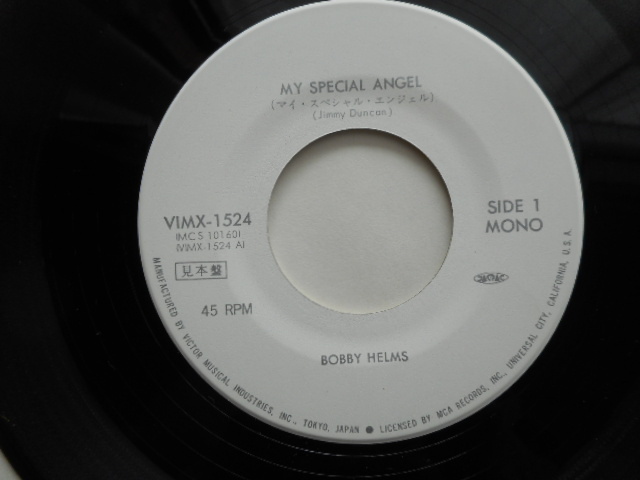 MY SPECIAL ANGEL
(マイ・スペシャル・エンジェル)
(Jimmy Duncan)
VIMX-1524
(MCS 10160)
(VIMX-1524 A)
見本盤
45 RPM
SIDE 1
MONO
BOBBY HELMS
MANUFACTURED BY VICTOR MUSICAL INDUSTRIES, INC., TOKYO, JAPAN ● LICENSED BY MCA RECORDS, INC., UNIVERSAL CITY, CALIFORNIA, U.S.A.